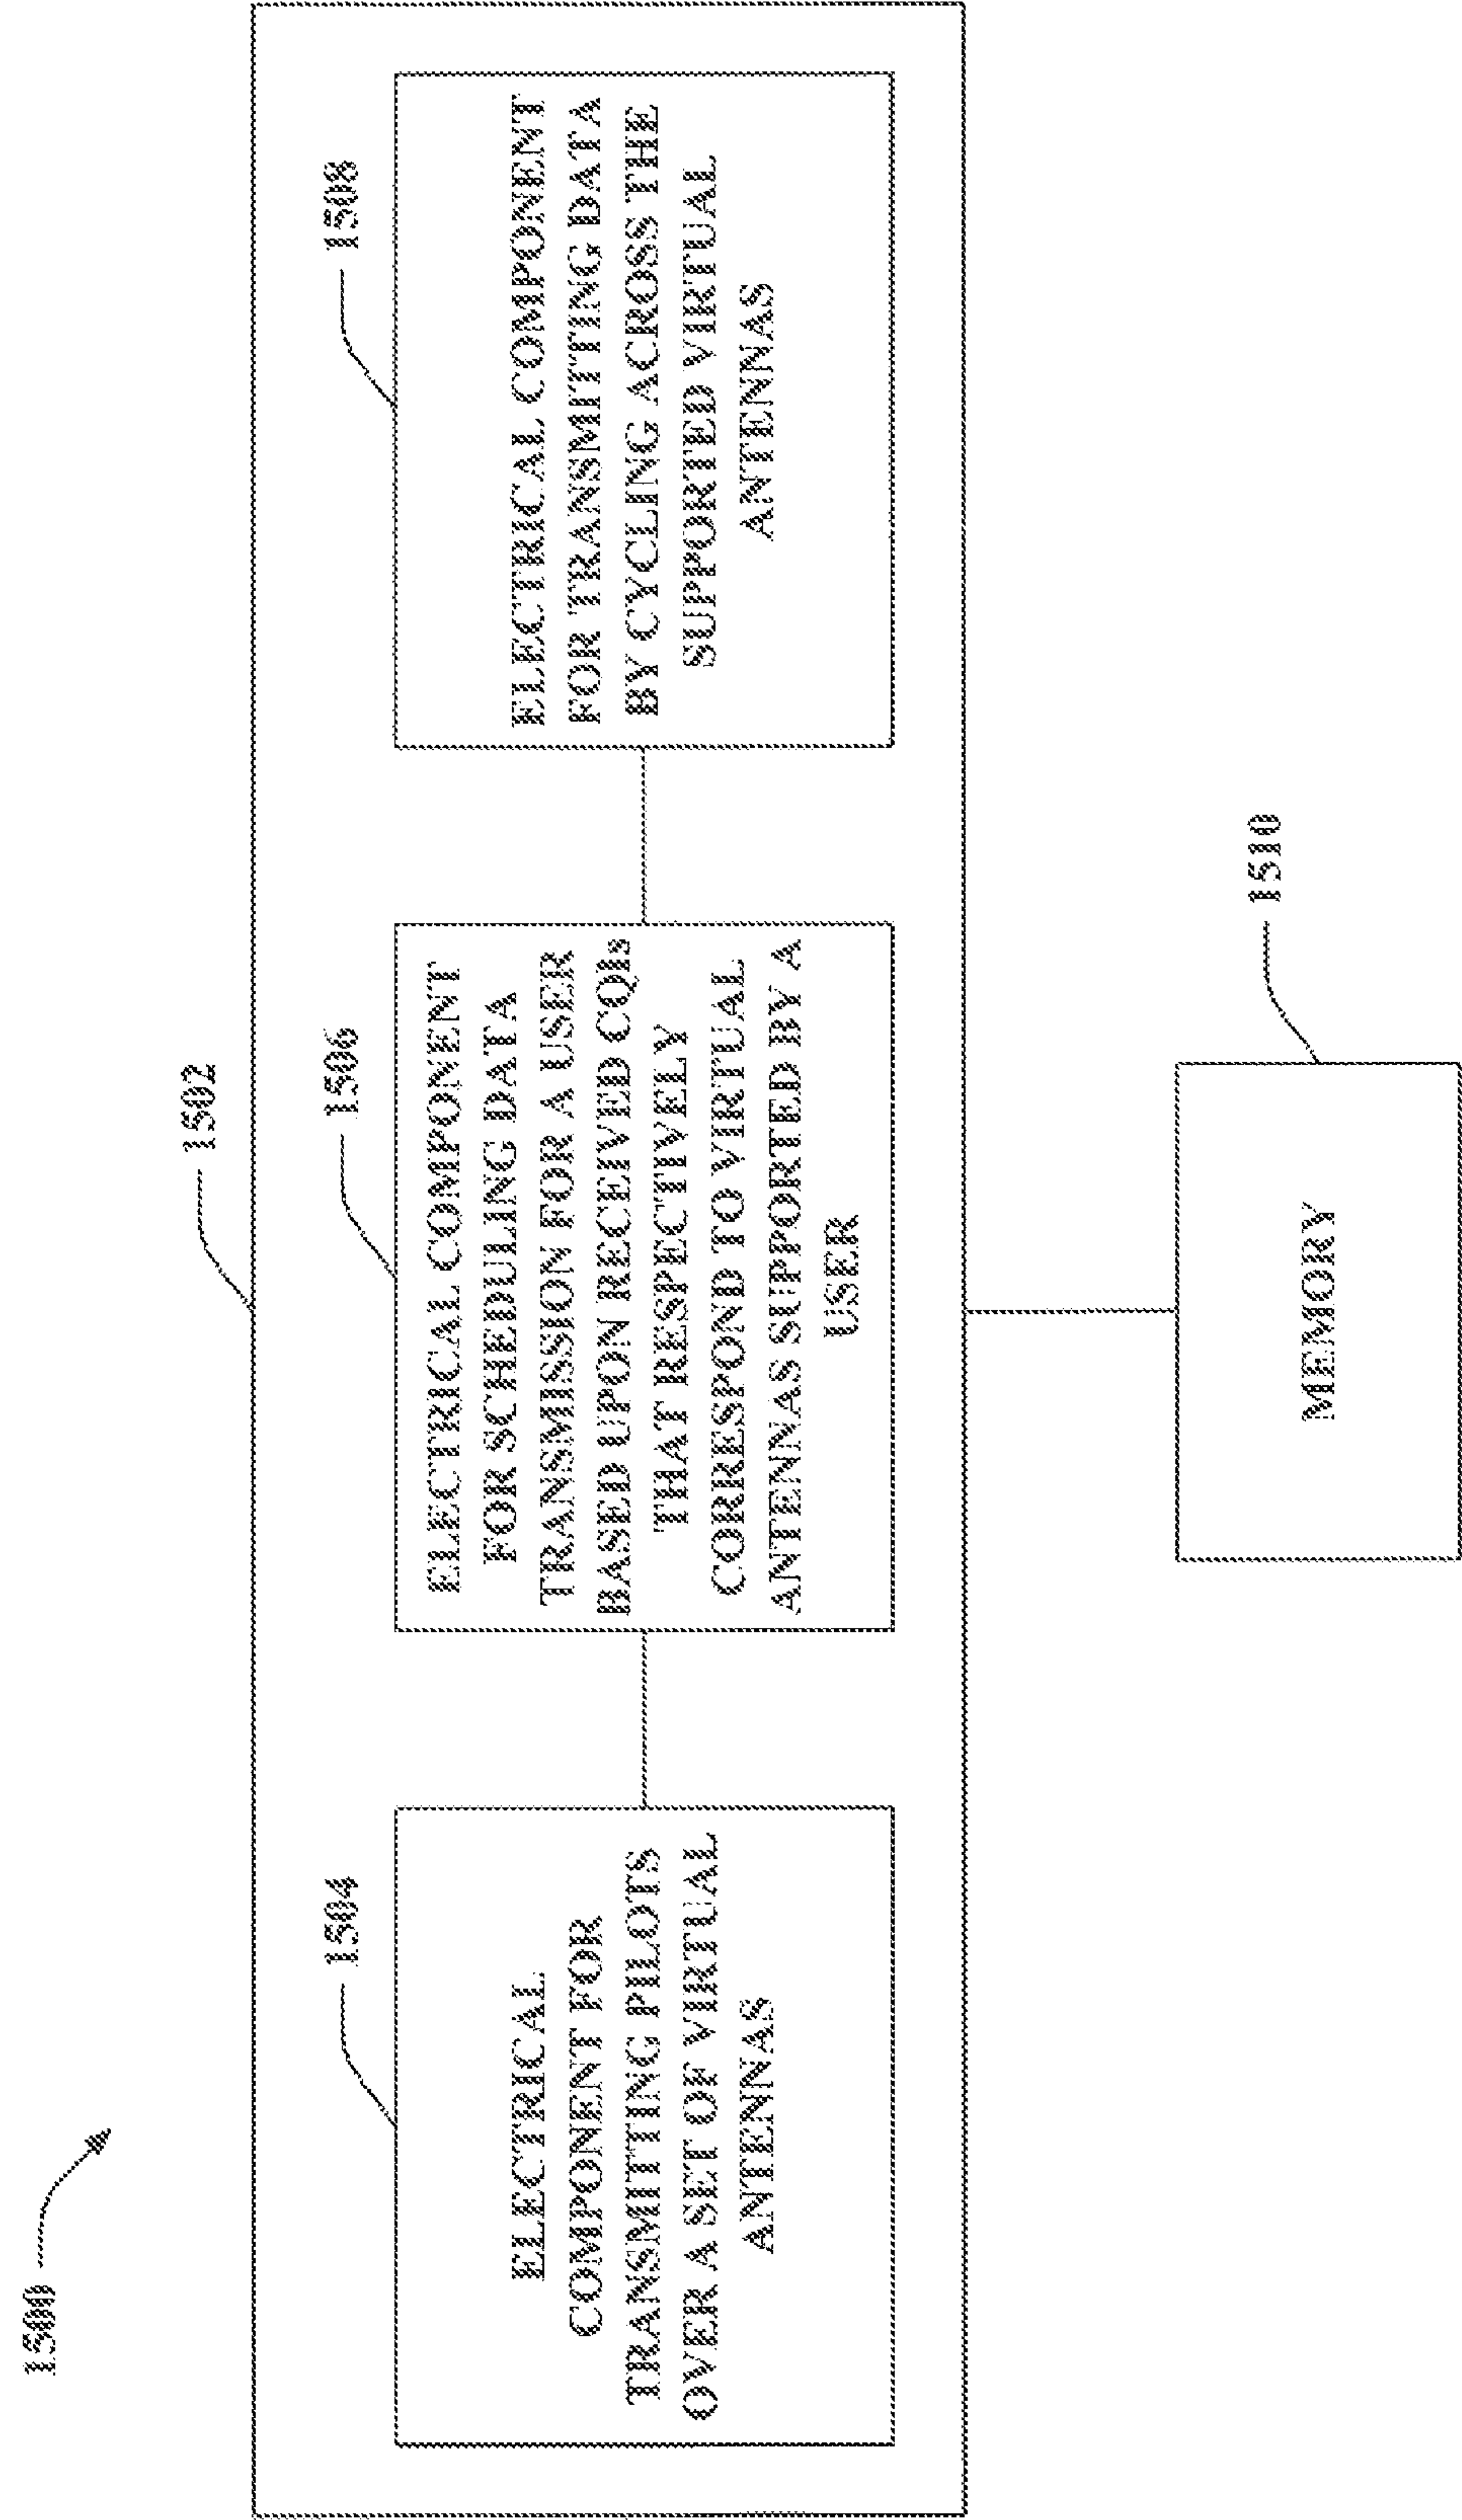 1500
1502
1504
ELECTRICAL
COMPONENT FOR
TRANSMITTING PILOTS
OVER A SET OF VIRTUAL
ANTENNAS
1506
ELECTRICAL COMPONENT
FOR SCHEDULING DATA
TRANSMISSION FOR A USER
BASED UPON RECEIVED CQIs
THAT RESPECTIVELY
CORRESPOND TO VIRTUAL
ANTENNAS SUPPORTED BY A
USER
1508
ELECTRICAL COMPONENT
FOR TRANSMITTING DATA
BY CYCLING ACROSS THE
SUPPORTED VIRTUAL
ANTENNAS
1510
MEMORY